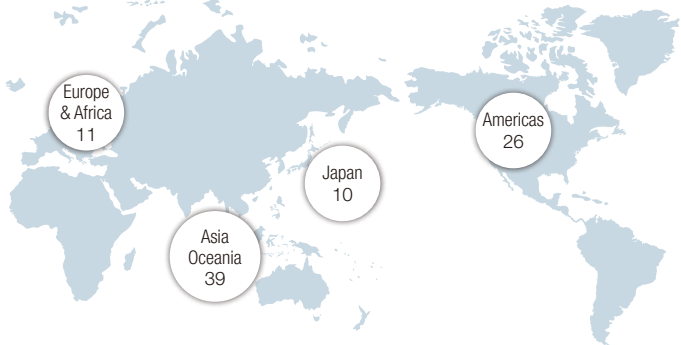 Europe
& Africa
11
Asia
Oceania
39
Japan
10
Americas
26